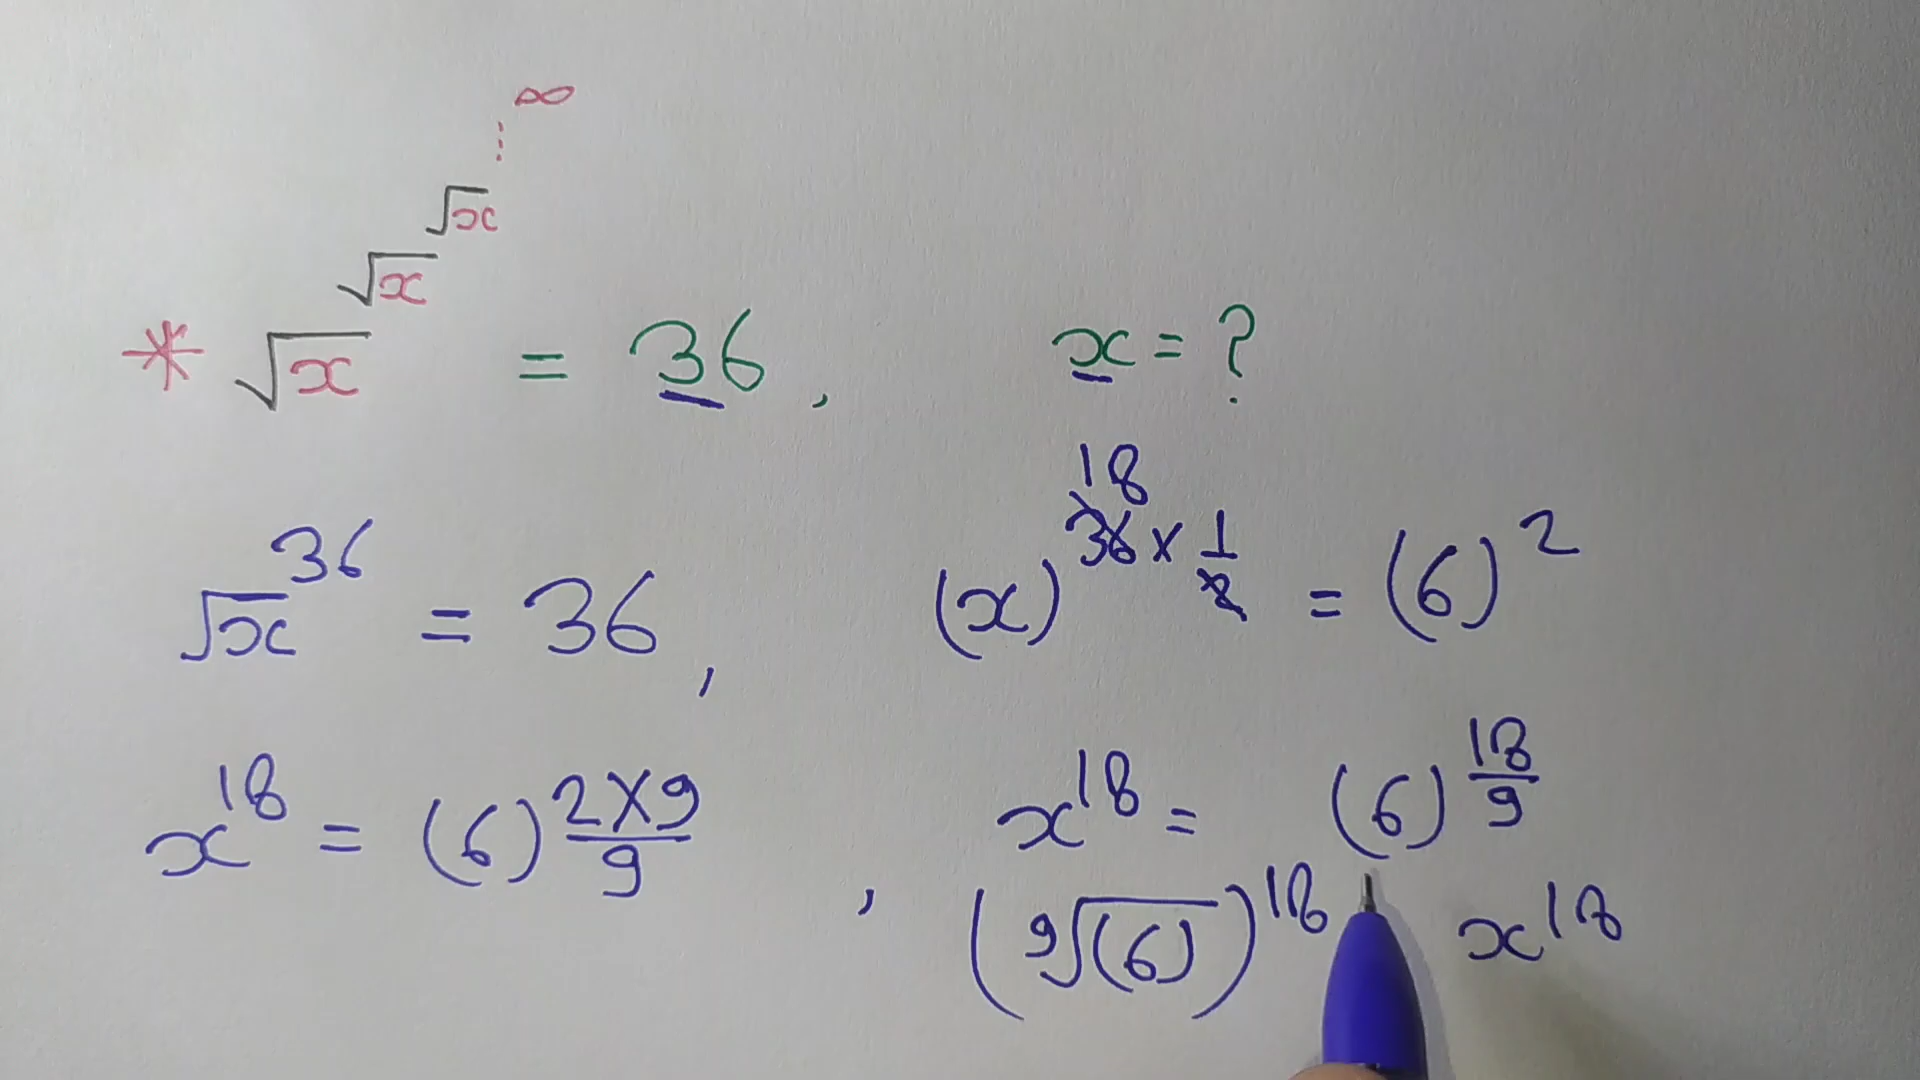 * √x^√x^√x^⋮^∞ = 36 , x = ?
√x^36 = 36 , (x)^36 × 1/2 = (6)^2
18
x^18 = (6)^(2×9)/9 , x^18 = (6)^18/9
(9√(6))^18 x^18